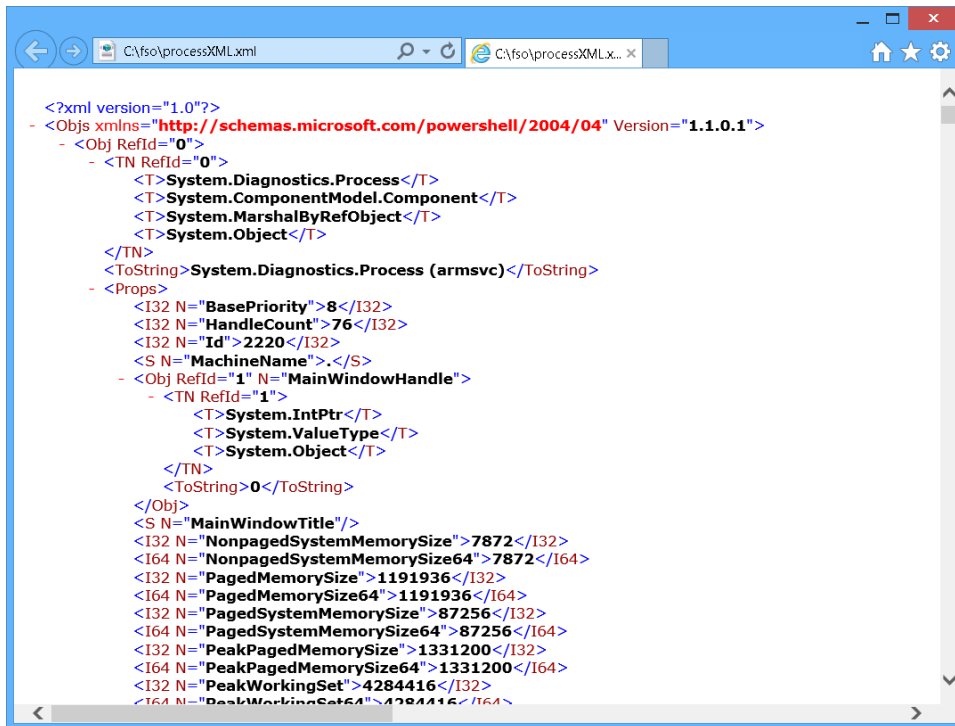 C:\fso\processXML.xml
C:\fso\processXML.x...
<?xml version="1.0"?>
- <Objs xmlns="http://schemas.microsoft.com/powershell/2004/04" Version="1.1.0.1">
- <Obj RefId="0">
- <TN RefId="0">
<T>System.Diagnostics.Process</T>
<T>System.ComponentModel.Component</T>
<T>System.MarshalByRefObject</T>
<T>System.Object</T>
</TN>
<ToString>System.Diagnostics.Process (armsvc)</ToString>
- <Props>
<I32 N="BasePriority">8</I32>
<I32 N="HandleCount">76</I32>
<I32 N="Id">2220</I32>
<S N="MachineName">.</S>
- <Obj RefId="1" N="MainWindowHandle">
- <TN RefId="1">
<T>System.IntPtr</T>
<T>System.ValueType</T>
<T>System.Object</T>
</TN>
<ToString>0</ToString>
</Obj>
<S N="MainWindowTitle"/>
<I32 N="NonpagedSystemMemorySize">7872</I32>
<I64 N="NonpagedSystemMemorySize64">7872</I64>
<I32 N="PagedMemorySize">1191936</I32>
<I64 N="PagedMemorySize64">1191936</I64>
<I32 N="PagedSystemMemorySize">87256</I32>
<I64 N="PagedSystemMemorySize64">87256</I64>
<I32 N="PeakPagedMemorySize">1331200</I32>
<I64 N="PeakPagedMemorySize64">1331200</I64>
<I32 N="PeakWorkingSet">4284416</I32>
<I64 N="PeakWorkingSet64">4284416</I64>